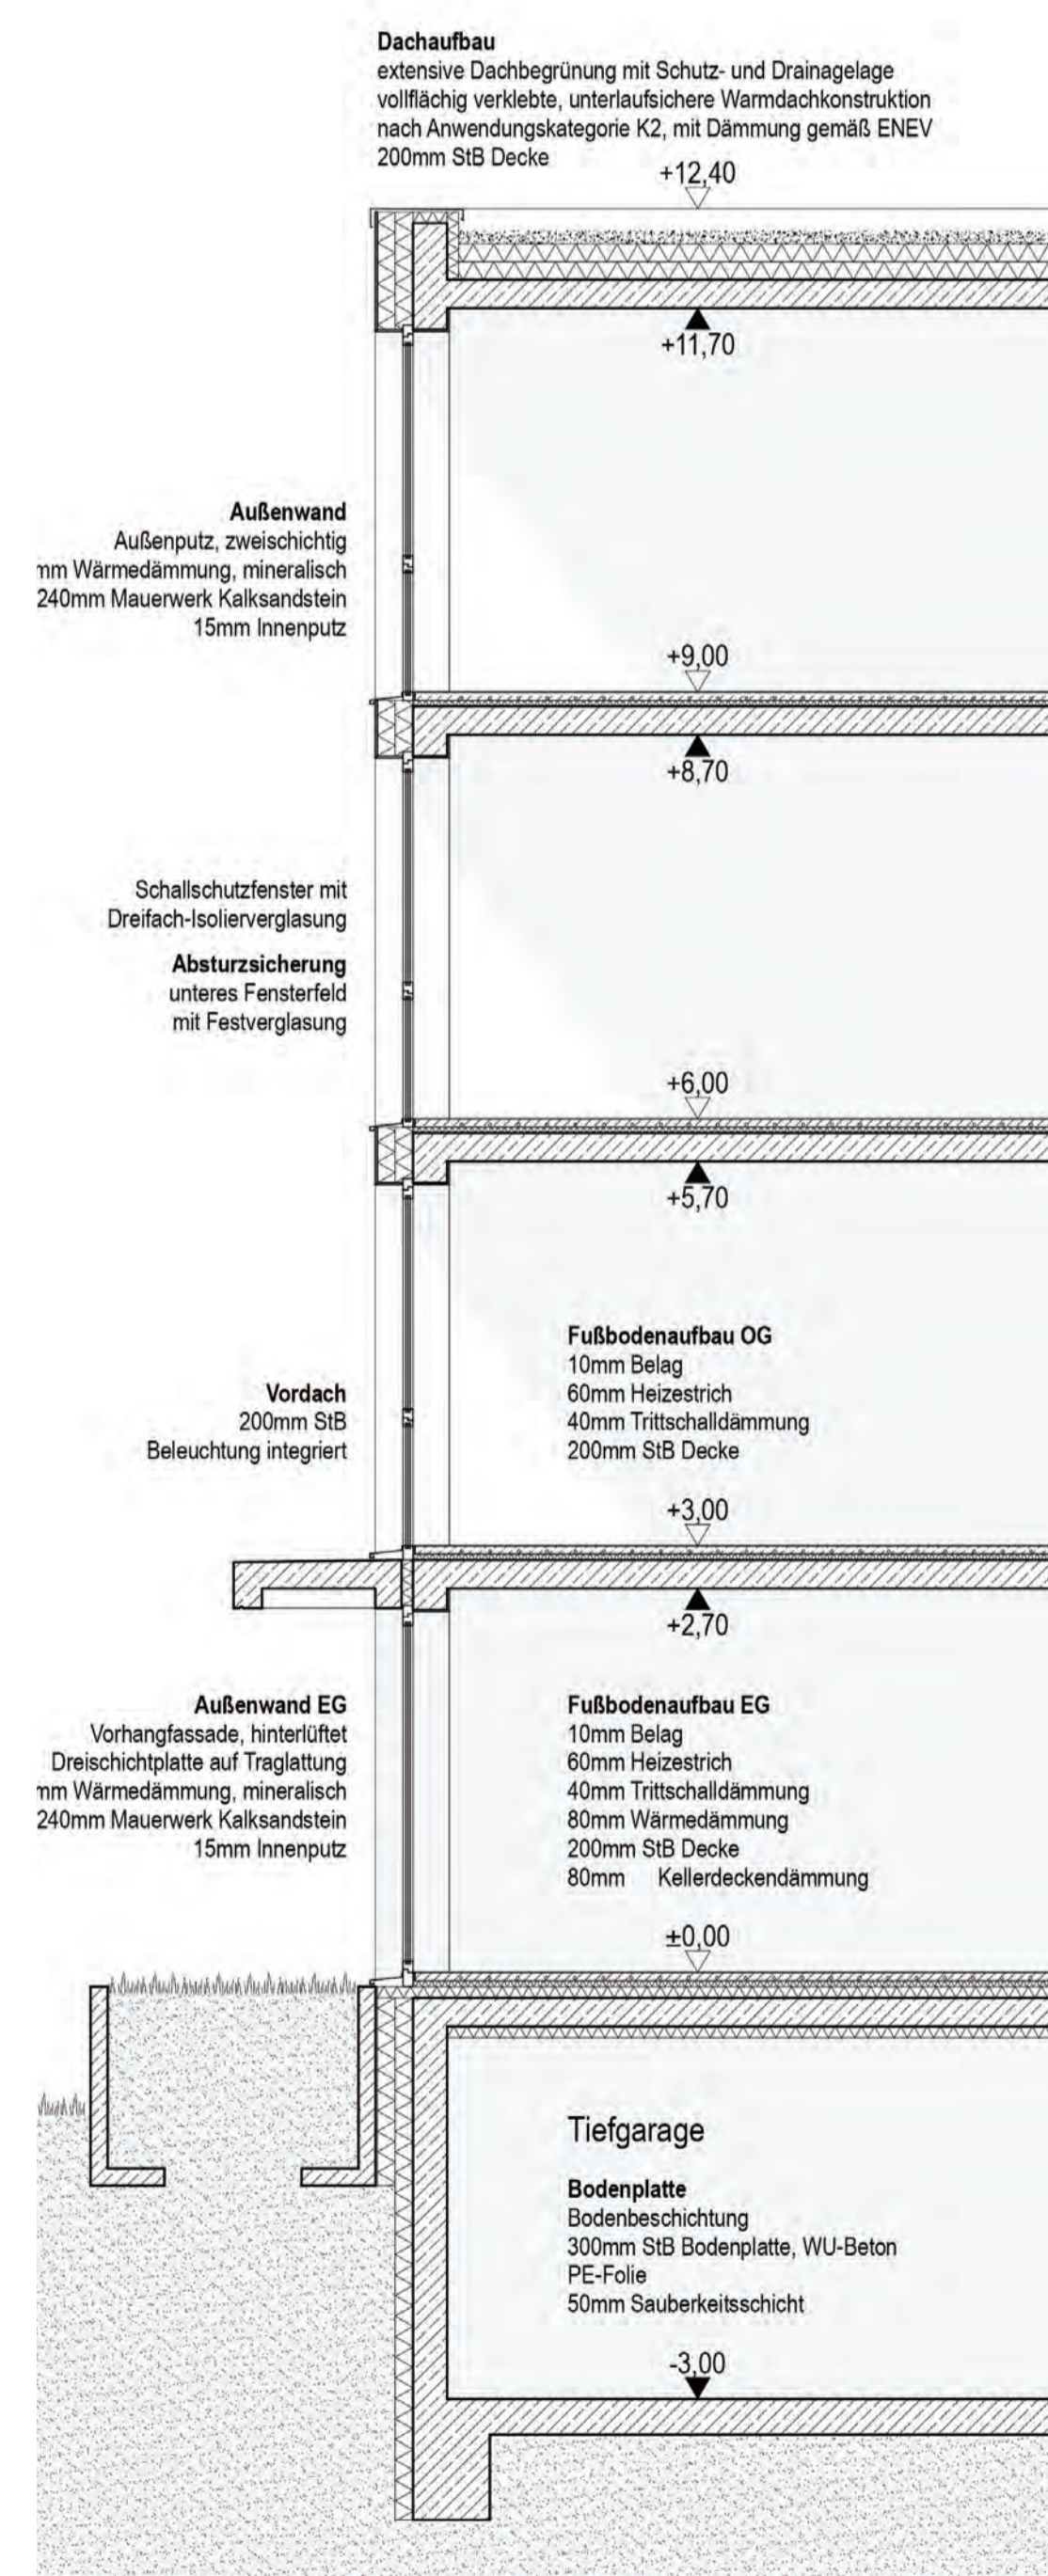 Dachaufbau
extensive Dachbegrünung mit Schutz- und Drainagelage
vollflächig verklebte, unterlaufsichere Warmdachkonstruktion
nach Anwendungskategorie K2, mit Dämmung gemäß ENEV
200mm StB Decke
+12,40
+11,70
Außenwand
Außenputz, zweischichtig
mm Wärmedämmung, mineralisch
240mm Mauerwerk Kalksandstein
15mm Innenputz
+9,00
+8,70
Schallschutzfenster mit
Dreifach-Isolierverglasung
Absturzsicherung
unteres Fensterfeld
mit Festverglasung
+6,00
+5,70
Fußbodenaufbau OG
10mm Belag
60mm Heizestrich
40mm Trittschalldämmung
200mm StB Decke
Vordach
200mm StB
Beleuchtung integriert
+3,00
+2,70
Außenwand EG
Vorhangfassade, hinterlüftet
Dreischichtplatte auf Traglattung
mm Wärmedämmung, mineralisch
240mm Mauerwerk Kalksandstein
15mm Innenputz
Fußbodenaufbau EG
10mm Belag
60mm Heizestrich
40mm Trittschalldämmung
80mm Wärmedämmung
200mm StB Decke
80mm Kellerdeckendämmung
±0,00
Tiefgarage
Bodenplatte
Bodenbeschichtung
300mm StB Bodenplatte, WU-Beton
PE-Folie
50mm Sauberkeitsschicht
-3,00